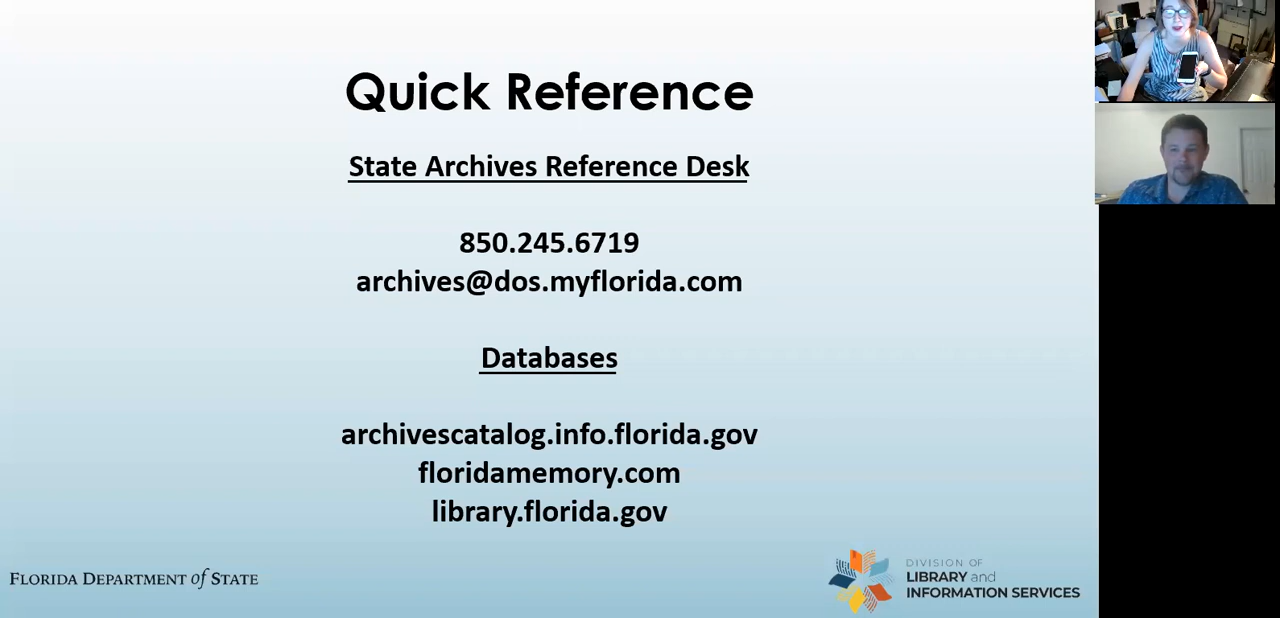 Quick Reference
State Archives Reference Desk
850.245.6719
archives@dos.myflorida.com
Databases
archivescatalog.info.florida.gov
floridamemory.com
library.florida.gov
FLORIDA DEPARTMENT of STATE
DIVISION OF
LIBRARY and
INFORMATION SERVICES